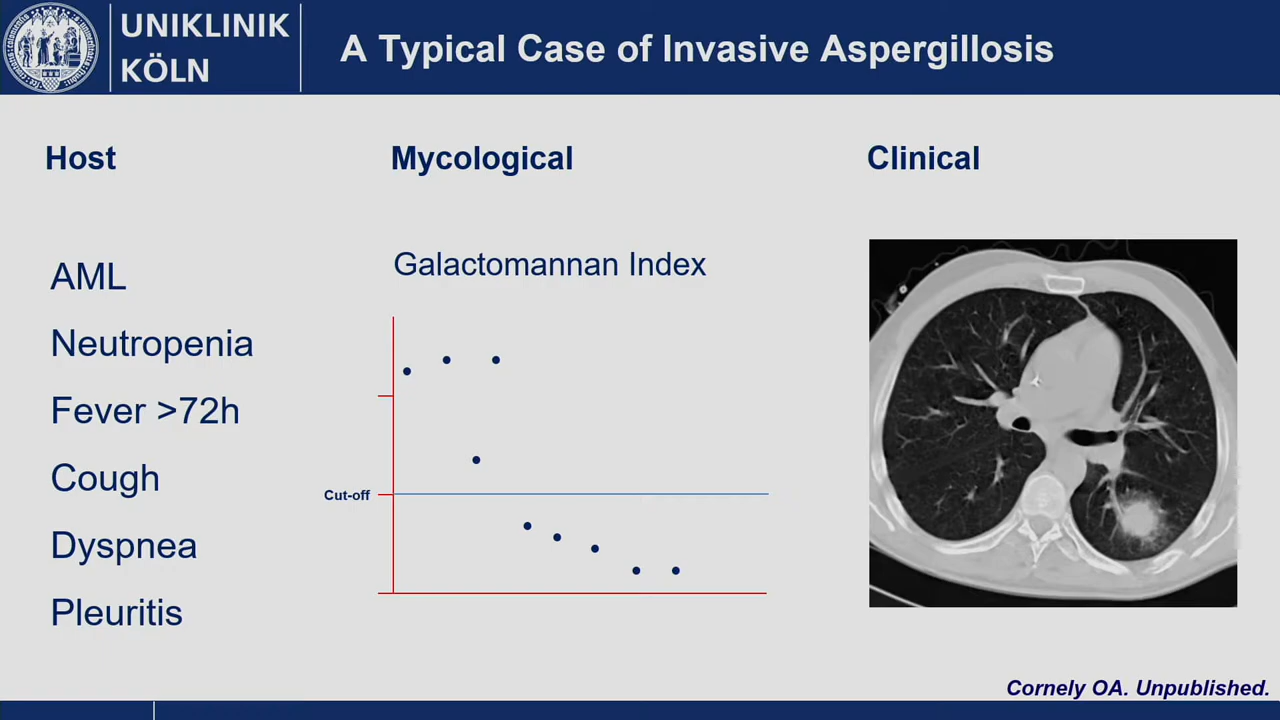 UNIKLINIK
KÖLN
A Typical Case of Invasive Aspergillosis
Host
Mycological
Clinical
AML
Neutropenia
Fever >72h
Cough
Dyspnea
Pleuritis
Galactomannan Index
Cut-off
Cornely OA. Unpublished.